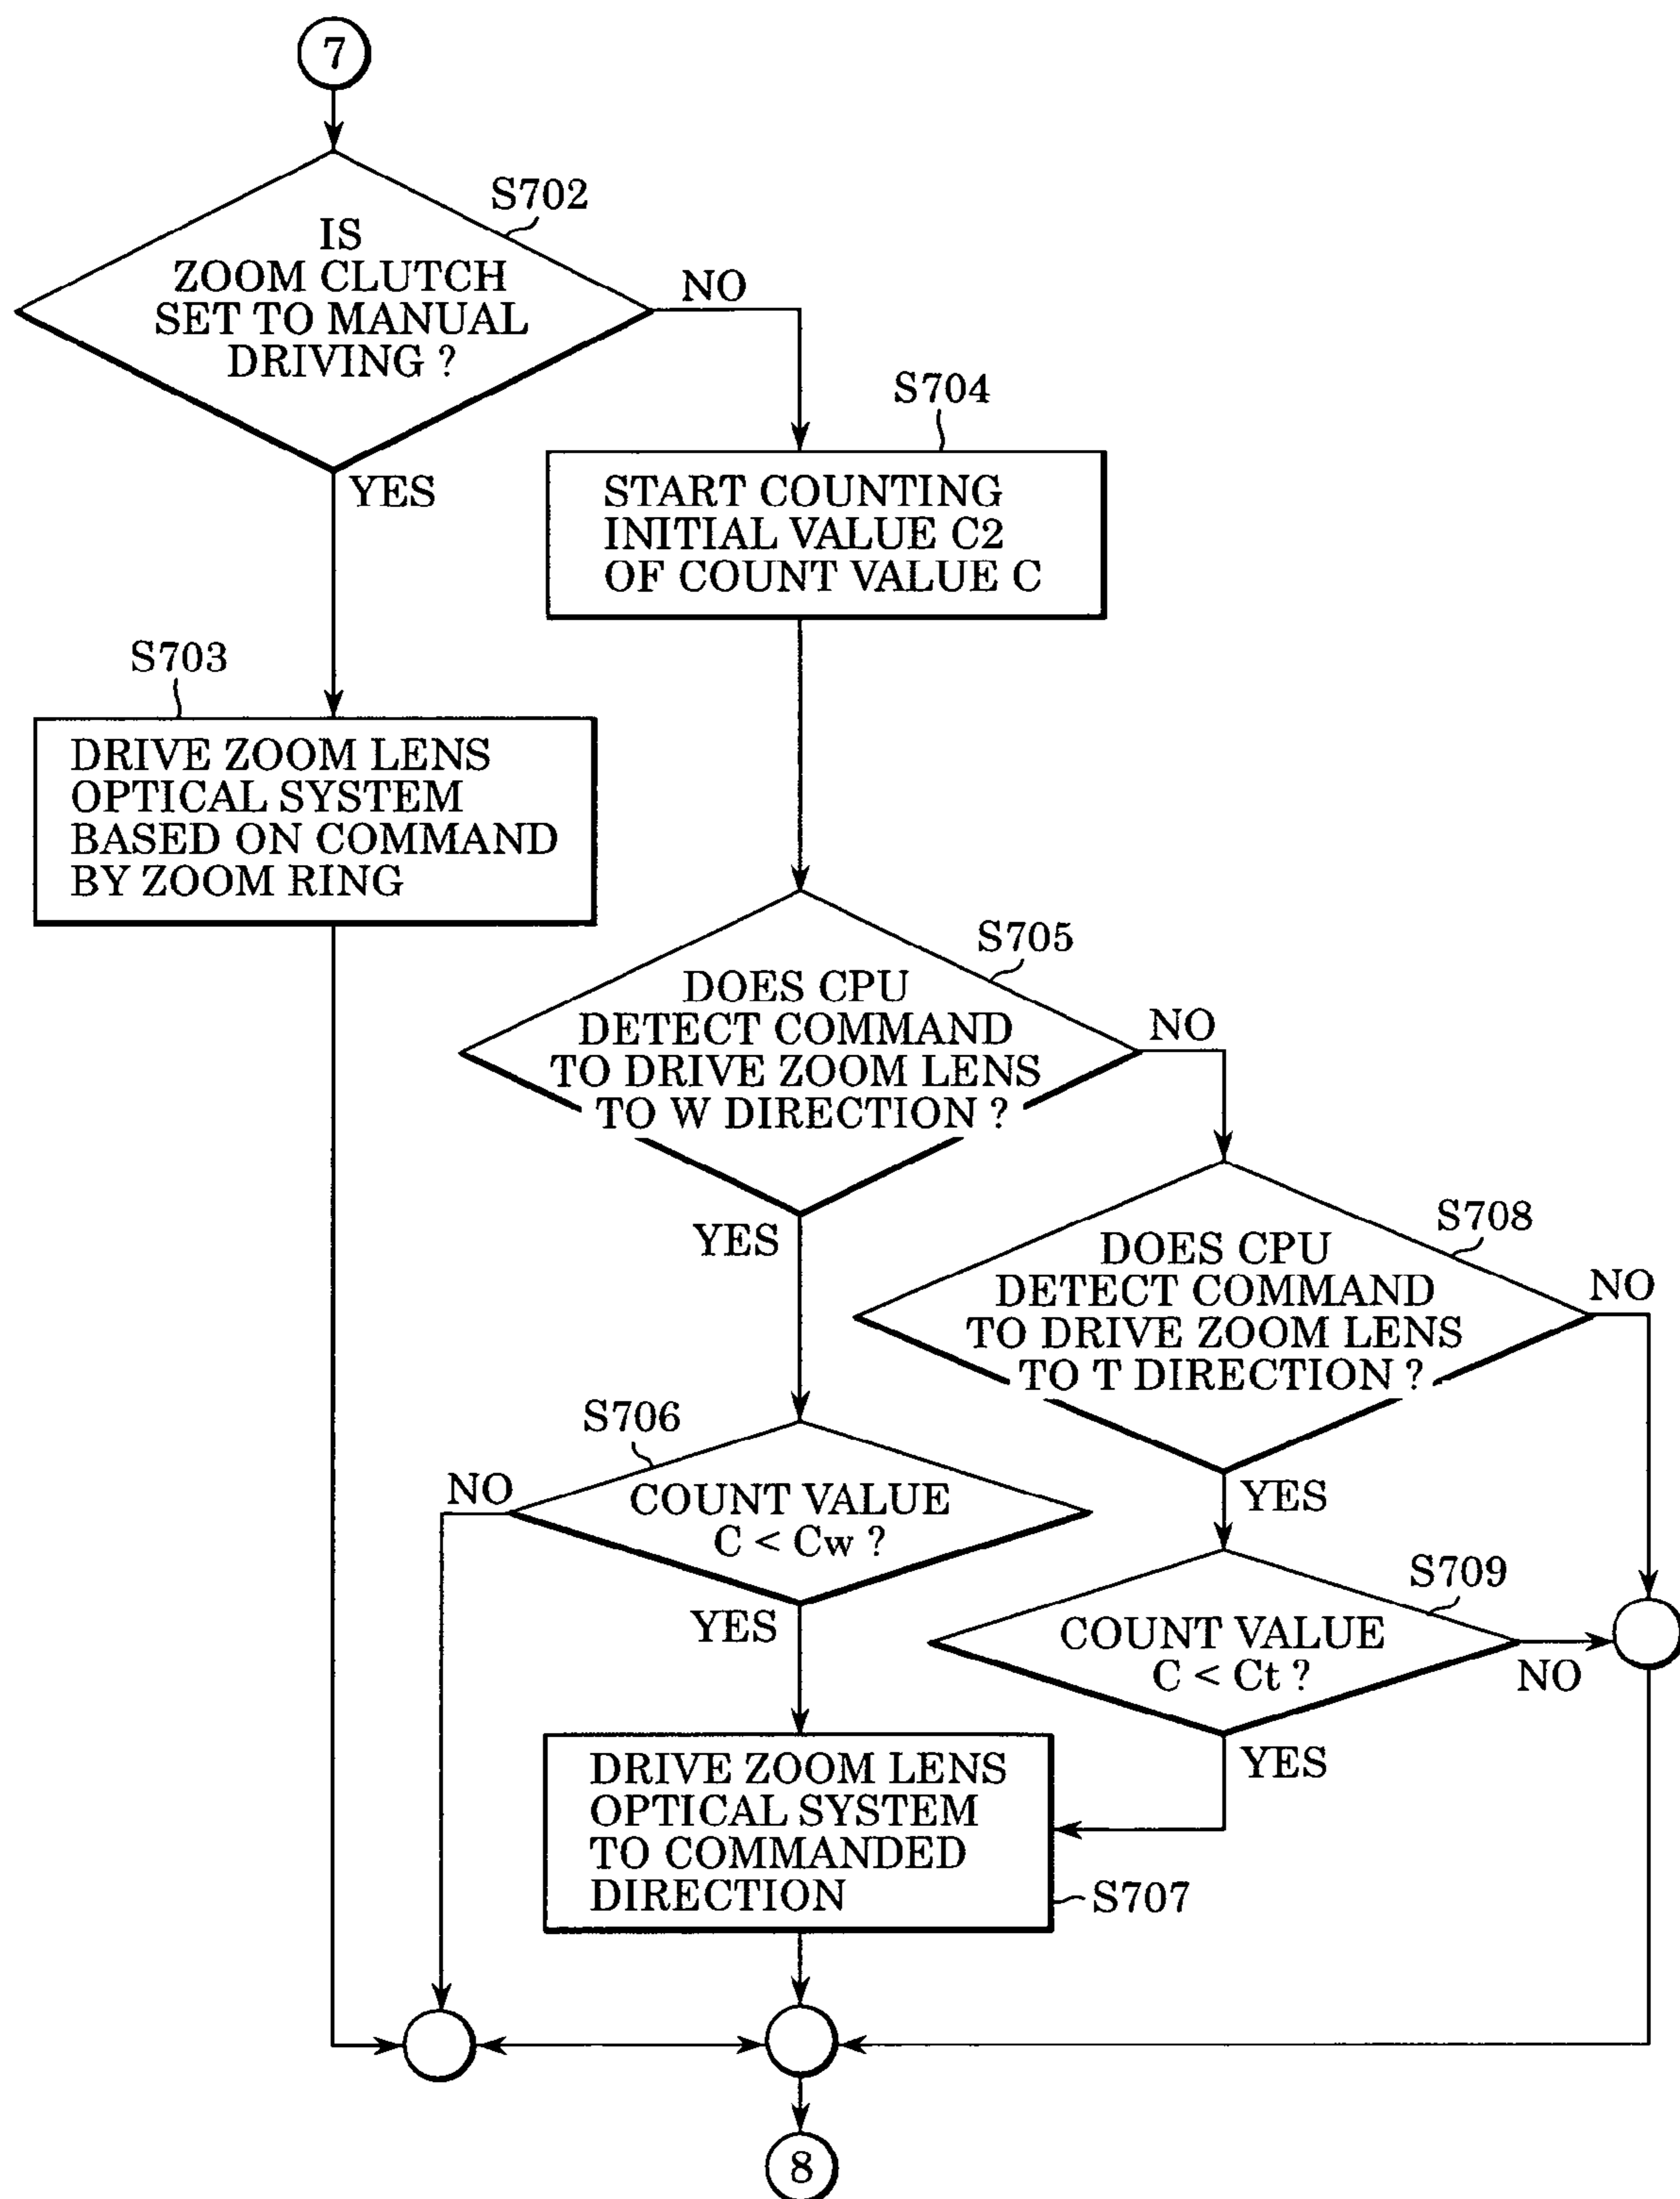 7
S702
IS
ZOOM CLUTCH
SET TO MANUAL
DRIVING ?
NO
YES
S704
START COUNTING
INITIAL VALUE C2
OF COUNT VALUE C
S703
DRIVE ZOOM LENS
OPTICAL SYSTEM
BASED ON COMMAND
BY ZOOM RING
S705
DOES CPU
DETECT COMMAND
TO DRIVE ZOOM LENS
TO W DIRECTION ?
NO
YES
S708
DOES CPU
DETECT COMMAND
TO DRIVE ZOOM LENS
TO T DIRECTION ?
NO
YES
S706
COUNT VALUE
C < Cw ?
NO
YES
S709
COUNT VALUE
C < Ct ?
NO
YES
DRIVE ZOOM LENS
OPTICAL SYSTEM
TO COMMANDED
DIRECTION
S707
8